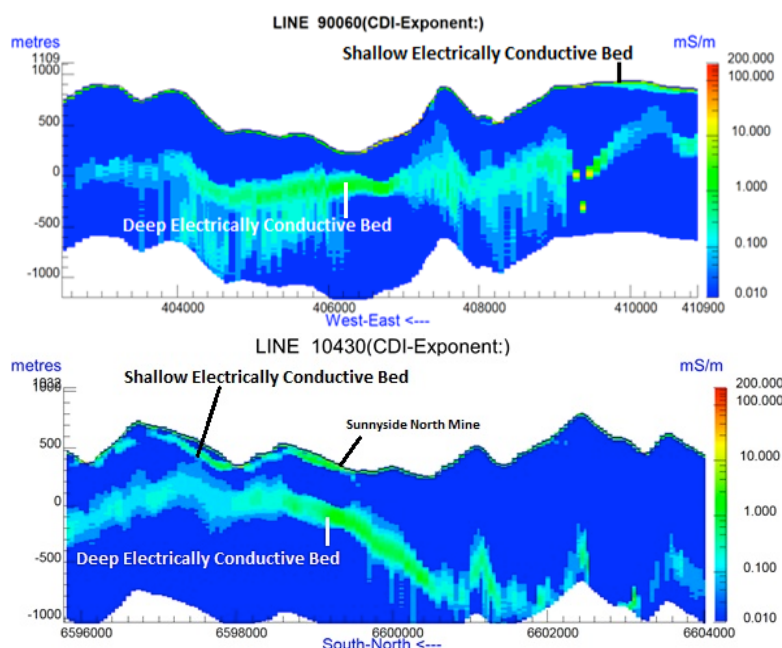 LINE 90060(CDI-Exponent:)
metres
Shallow Electrically Conductive Bed
mS/m
1109
1000
500
0
-500
-1000
Deep Electrically Conductive Bed
200.000
100.000
10.000
1.000
0.100
0.010
404000 406000 408000 410000 410900
West-East <---
LINE 10430(CDI-Exponent:)
metres
Shallow Electrically Conductive Bed
mS/m
1000
500
0
-500
-1000
Sunnyside North Mine
Deep Electrically Conductive Bed
200.000
100.000
10.000
1.000
0.100
0.010
6596000 6598000 6600000 6602000 6604000
South-North <---